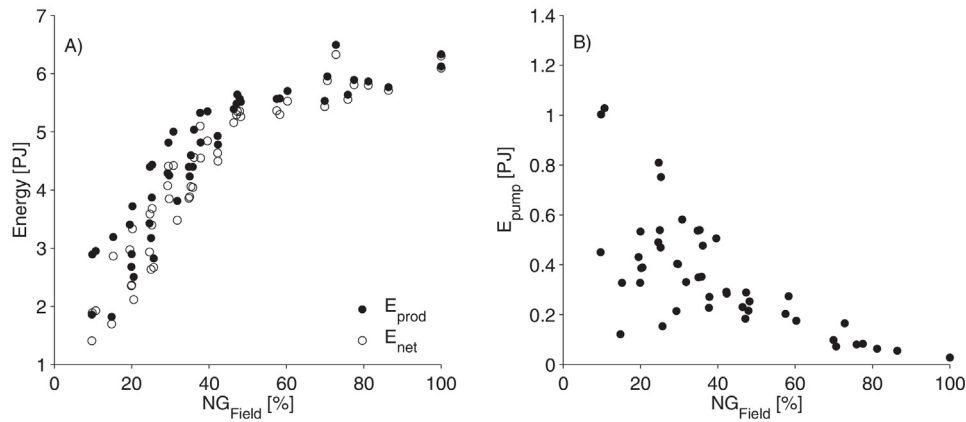 A)
Energy [PJ]
7
6
5
4
3
2
1
0 20 40 60 80 100
NG_Field [%]
E_prod
E_net
B)
E_pump [PJ]
1.4
1.2
1
0.8
0.6
0.4
0.2
0
0 20 40 60 80 100
NG_Field [%]